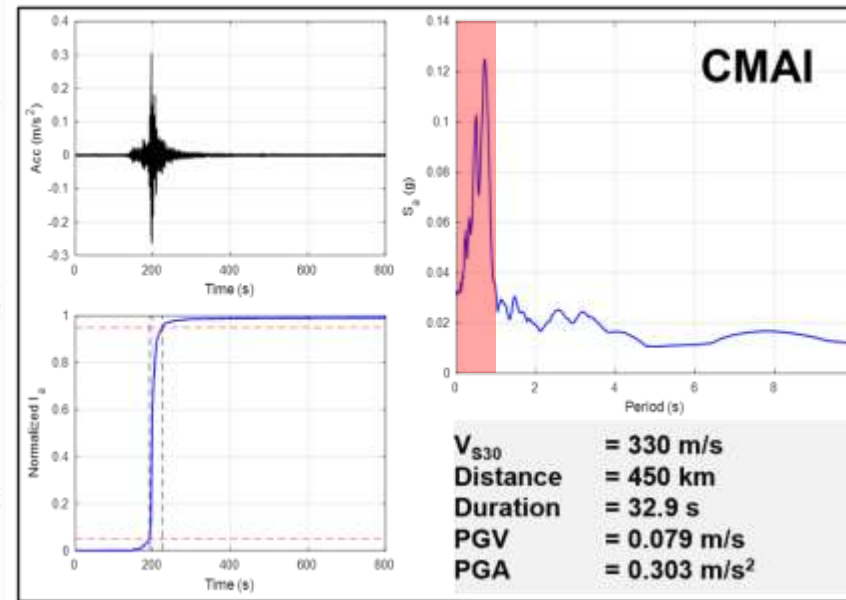 0.4
0.3
0.2
0.1
0
-0.1
-0.2
-0.3
Acc (m/s²)
0 200 400 600 800
Time (s)
1
0.8
0.6
0.4
0.2
0
Normalized I_a
0 200 400 600 800
Time (s)
CMAI
0.14
0.12
0.1
0.08
0.06
0.04
0.02
0
S_a (g)
0 2 4 6 8
Period (s)
V_S30 = 330 m/s
Distance = 450 km
Duration = 32.9 s
PGV = 0.079 m/s
PGA = 0.303 m/s²